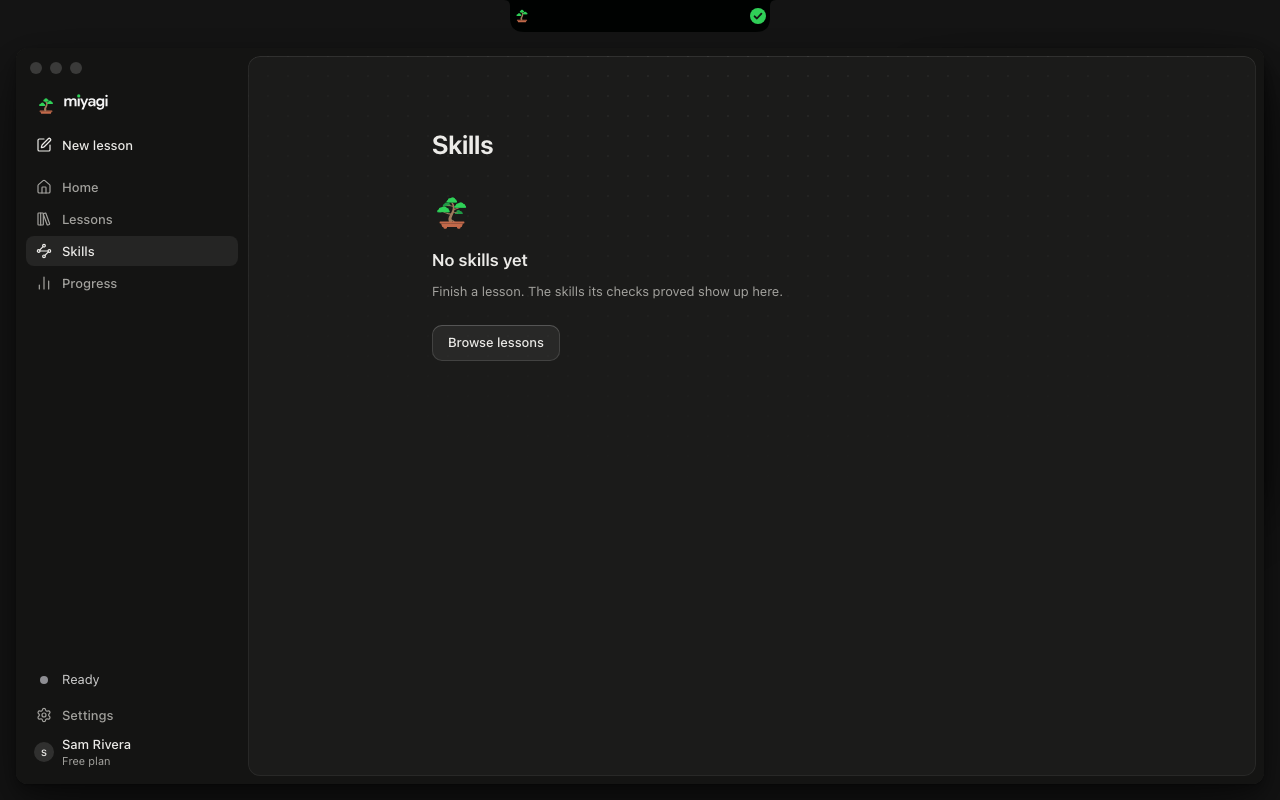 miyagi
New lesson
Home
Lessons
Skills
Progress
Ready
Settings
S
Sam Rivera
Free plan
Skills
No skills yet
Finish a lesson. The skills its checks proved show up here.
Browse lessons